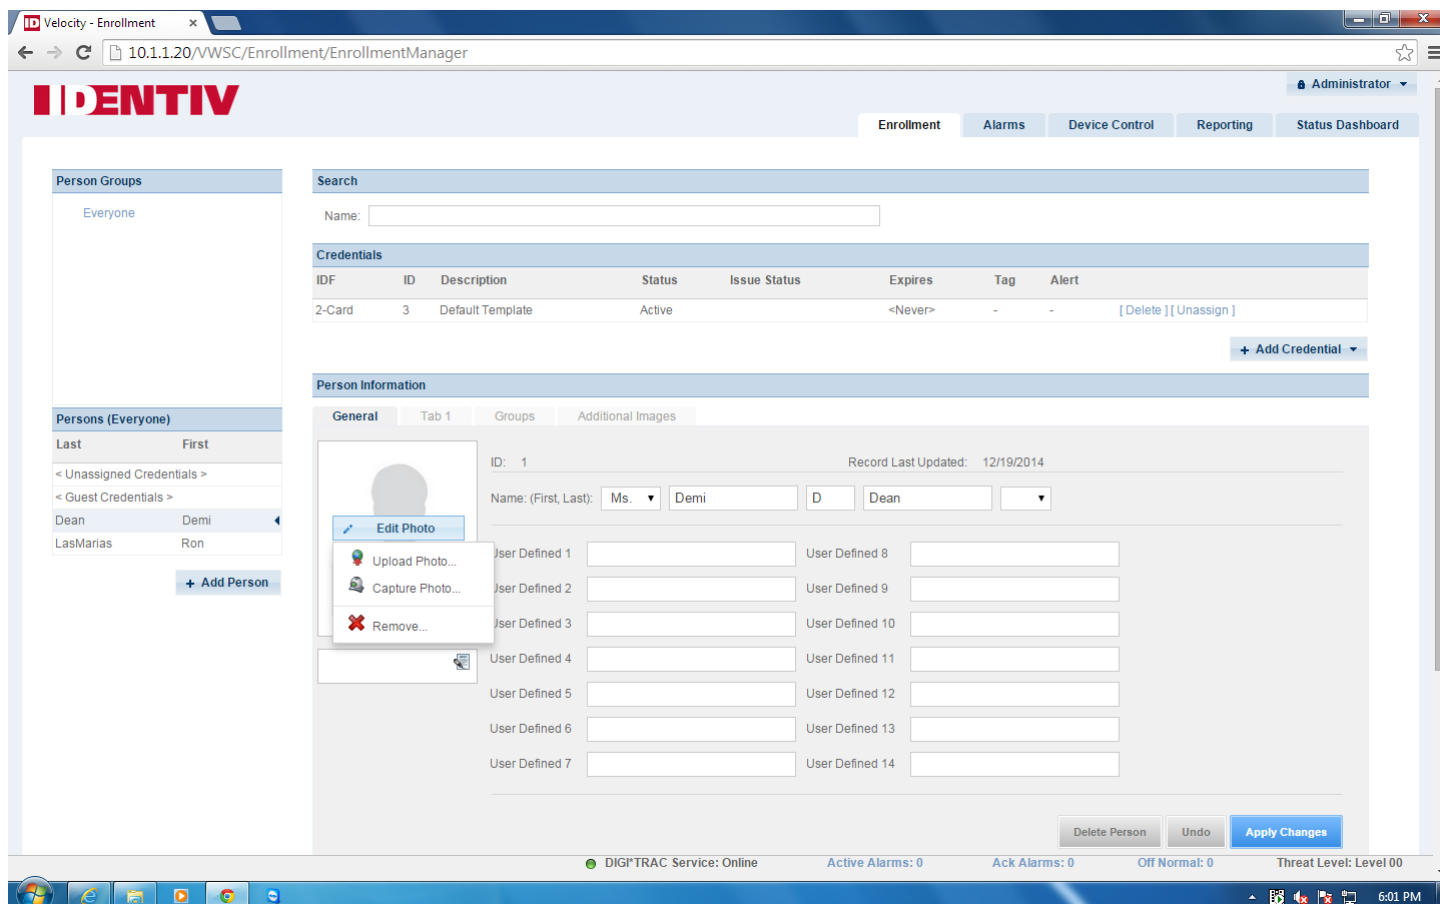 Velocity - Enrollment
10.1.1.20/VWSC/Enrollment/EnrollmentManager
IDENTIV
Administrator
Enrollment Alarms Device Control Reporting Status Dashboard
Person Groups
Everyone
Search
Name:
Credentials
IDF ID Description Status Issue Status Expires Tag Alert
2-Card 3 Default Template Active <Never> - - [ Delete ] [ Unassign ]
+ Add Credential
Persons (Everyone)
Last First
< Unassigned Credentials >
< Guest Credentials >
Dean Demi
LasMarias Ron
+ Add Person
Person Information
General Tab 1 Groups Additional Images
ID: 1 Record Last Updated: 12/19/2014
Name: (First, Last): Ms. Demi D Dean
Edit Photo
Upload Photo...
Capture Photo...
Remove...
User Defined 1 User Defined 8
User Defined 2 User Defined 9
User Defined 3 User Defined 10
User Defined 4 User Defined 11
User Defined 5 User Defined 12
User Defined 6 User Defined 13
User Defined 7 User Defined 14
Delete Person Undo Apply Changes
DIGI*TRAC Service: Online Active Alarms: 0 Ack Alarms: 0 Off Normal: 0 Threat Level: Level 00
6:01 PM